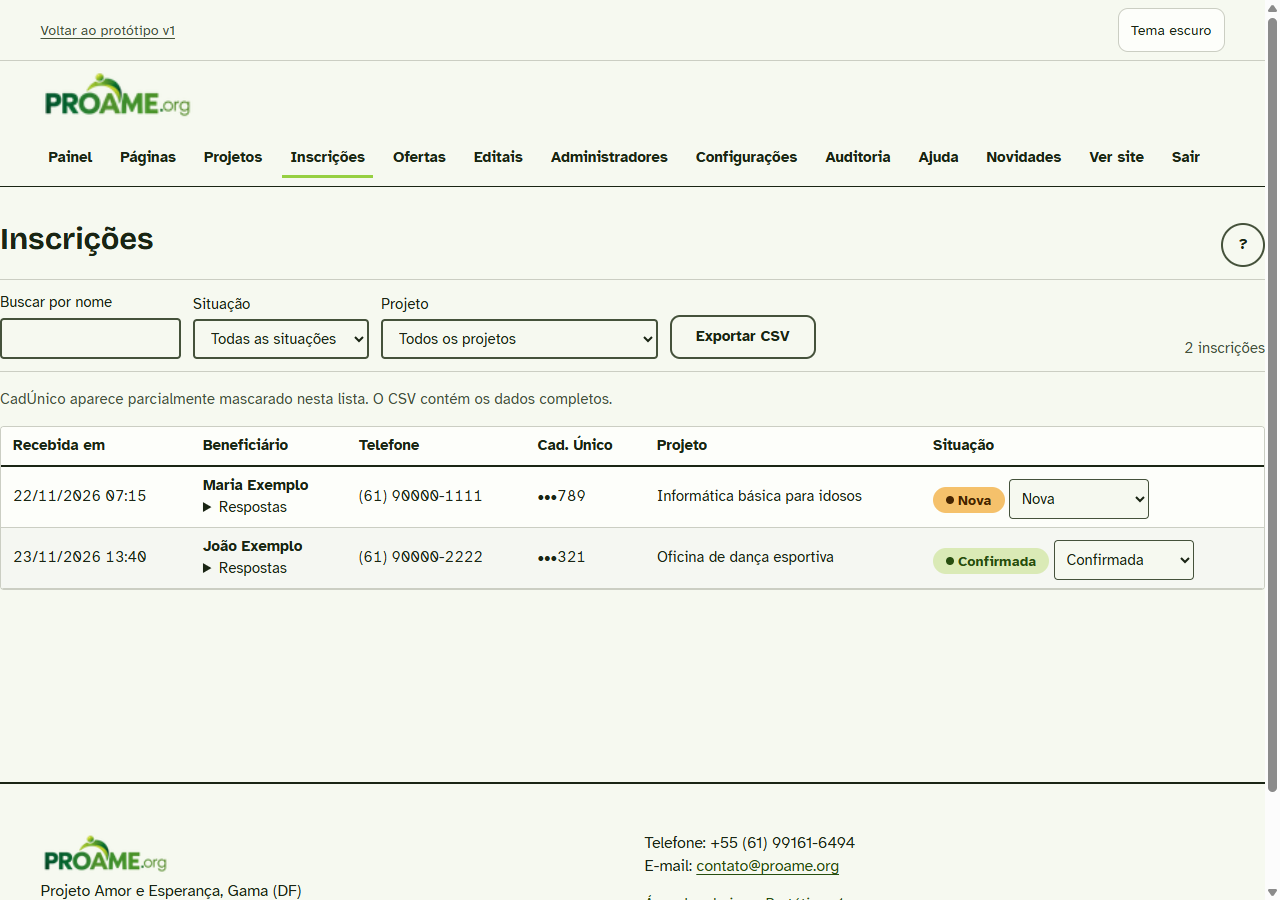 Voltar ao protótipo v1
Tema escuro
PROAME.org
Painel Páginas Projetos Inscrições Ofertas Editais Administradores Configurações Auditoria Ajuda Novidades Ver site Sair
Inscrições
?
Buscar por nome
Situação
Projeto
Todas as situações
Todos os projetos
Exportar CSV
2 inscrições
CadÚnico aparece parcialmente mascarado nesta lista. O CSV contém os dados completos.
Recebida em Beneficiário Telefone Cad. Único Projeto Situação
22/11/2026 07:15 Maria Exemplo (61) 90000-1111 •••789 Informática básica para idosos Nova Nova
Respostas
23/11/2026 13:40 João Exemplo (61) 90000-2222 •••321 Oficina de dança esportiva Confirmada Confirmada
Respostas
PROAME.org
Projeto Amor e Esperança, Gama (DF)
Telefone: +55 (61) 99161-6494
E-mail: contato@proame.org